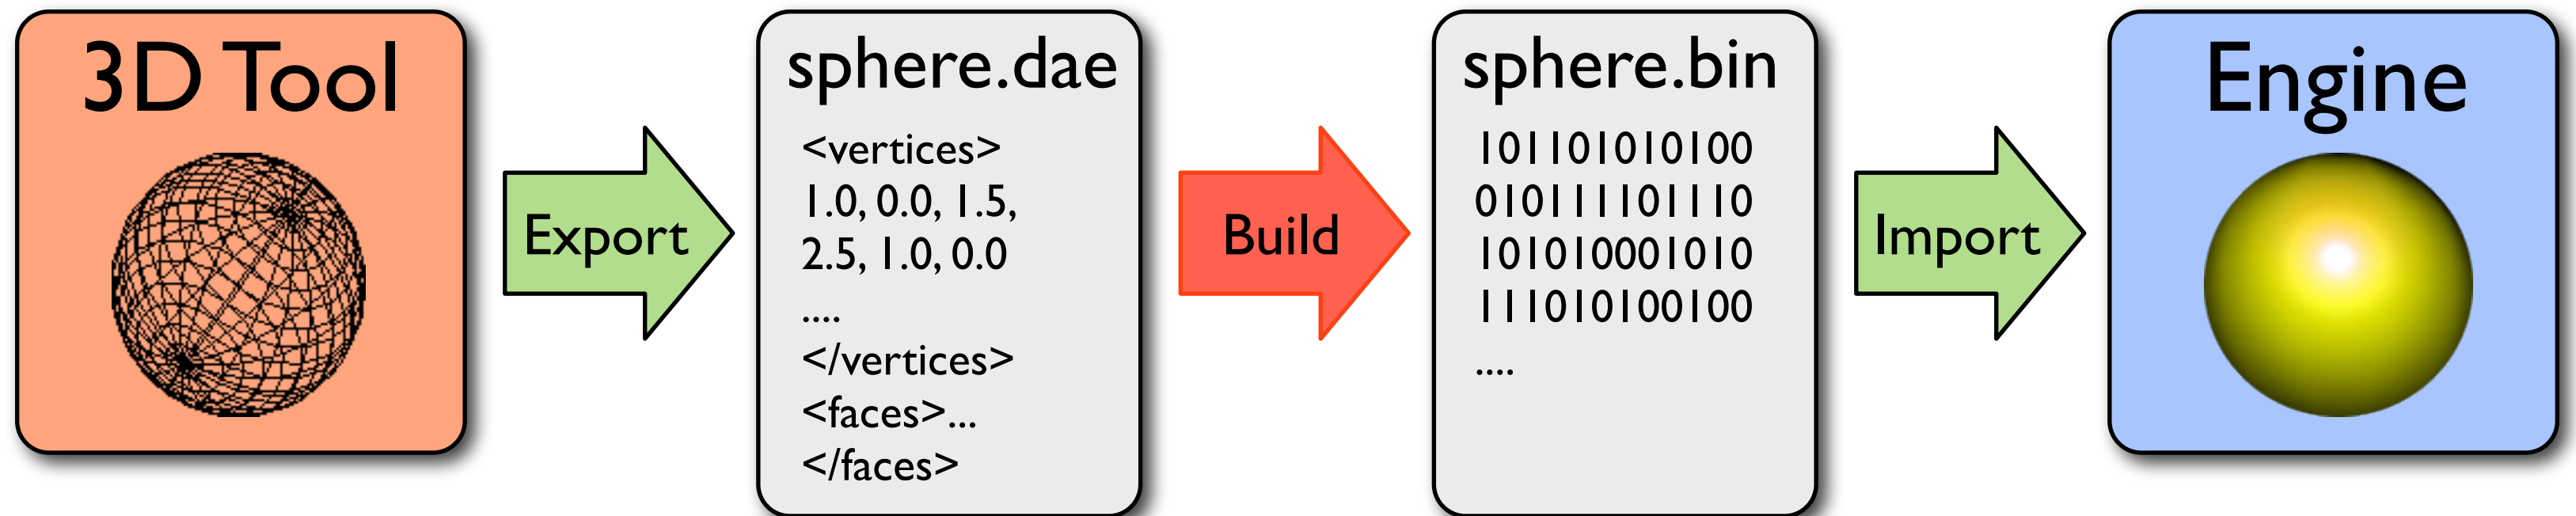 3D Tool
Export
sphere.dae
<vertices>
1.0, 0.0, 1.5,
2.5, 1.0, 0.0
....
</vertices>
<faces>...
</faces>
Build
sphere.bin
101101010100
010111101110
101010001010
111010100100
....
Import
Engine